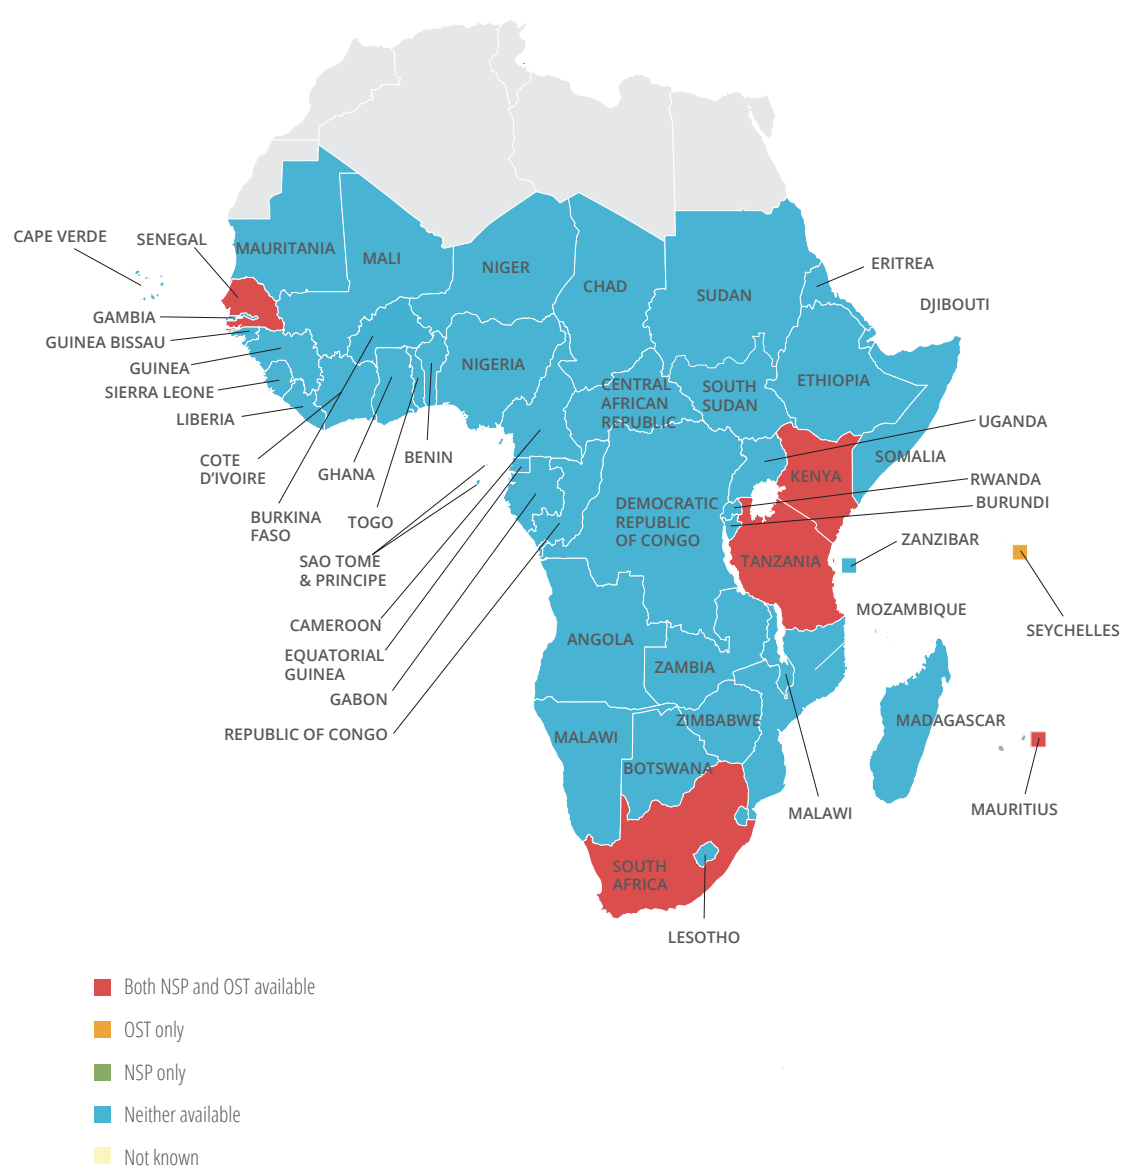 CAPE VERDE
SENEGAL
MAURITANIA
MALI
NIGER
CHAD
SUDAN
ERITREA
DJIBOUTI
GAMBIA
GUINEA BISSAU
GUINEA
SIERRA LEONE
LIBERIA
NIGERIA
CENTRAL
AFRICAN
REPUBLIC
SOUTH
SUDAN
ETHIOPIA
UGANDA
SOMALIA
KENYA
RWANDA
BURUNDI
COTE
D'IVOIRE
GHANA
BENIN
BURKINA
FASO
TOGO
SAO TOME
& PRINCIPE
DEMOCRATIC
REPUBLIC
OF CONGO
TANZANIA
ZANZIBAR
MOZAMBIQUE
SEYCHELLES
CAMEROON
EQUATORIAL
GUINEA
GABON
REPUBLIC OF CONGO
ANGOLA
ZAMBIA
MALAWI
ZIMBABWE
BOTSWANA
MADAGASCAR
MALAWI
MAURITIUS
SOUTH
AFRICA
LESOTHO
Both NSP and OST available
OST only
NSP only
Neither available
Not known